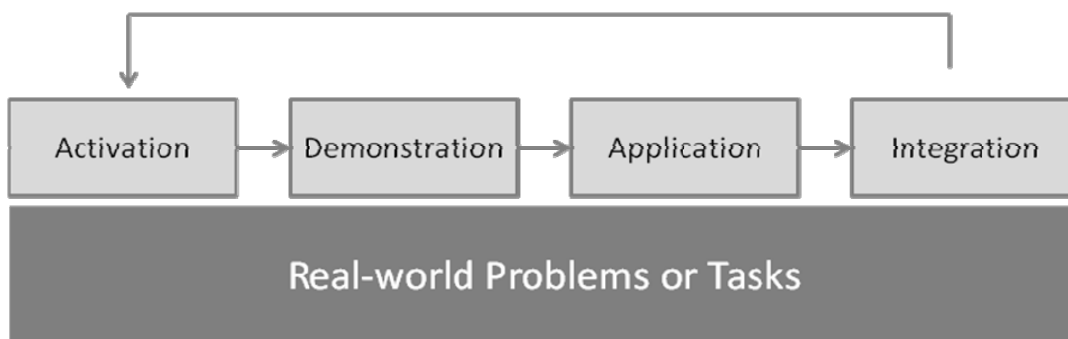 Activation
Demonstration
Application
Integration
Real-world Problems or Tasks